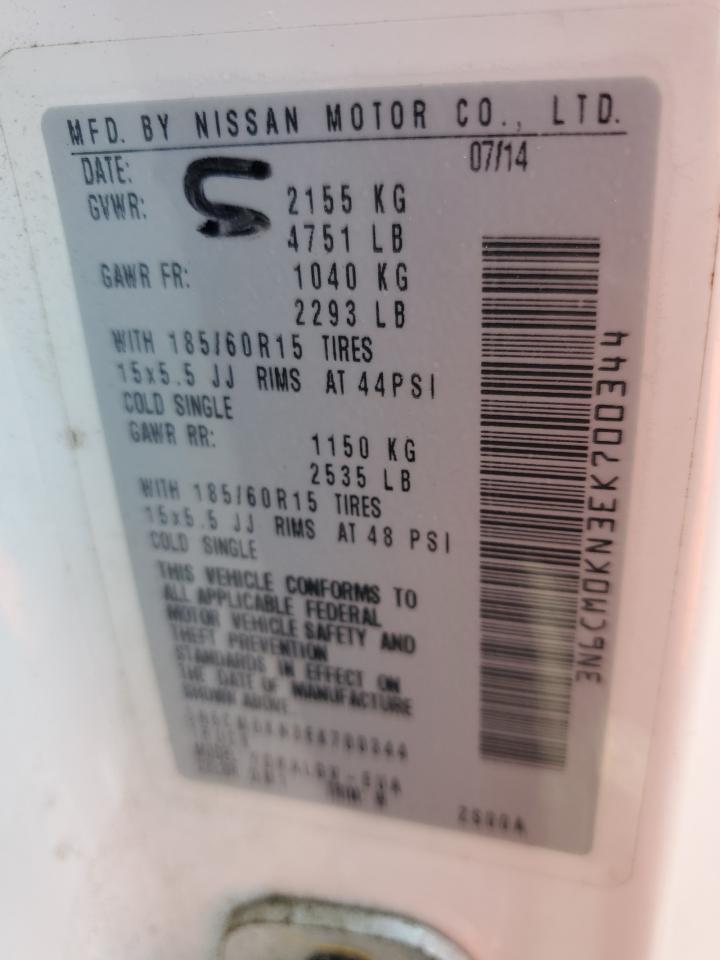 MFD. BY NISSAN MOTOR CO., LTD.
DATE: 07/14
S
GVWR: 2155 KG
4751 LB
GAWR FR: 1040 KG
2293 LB
WITH 185/60R15 TIRES
15x5.5 JJ RIMS AT 44PSI
COLD SINGLE
GAWR RR: 1150 KG
2535 LB
WITH 185/60R15 TIRES
15x5.5 JJ RIMS AT 48 PSI
COLD SINGLE
THIS VEHICLE CONFORMS TO
ALL APPLICABLE FEDERAL
MOTOR VEHICLE SAFETY AND
THEFT PREVENTION
STANDARDS IN EFFECT ON
THE DATE OF MANUFACTURE
SHOWN ABOVE.
3N6CM0KN3EK700344
TRUCK
3N6CM0KN3EK700344